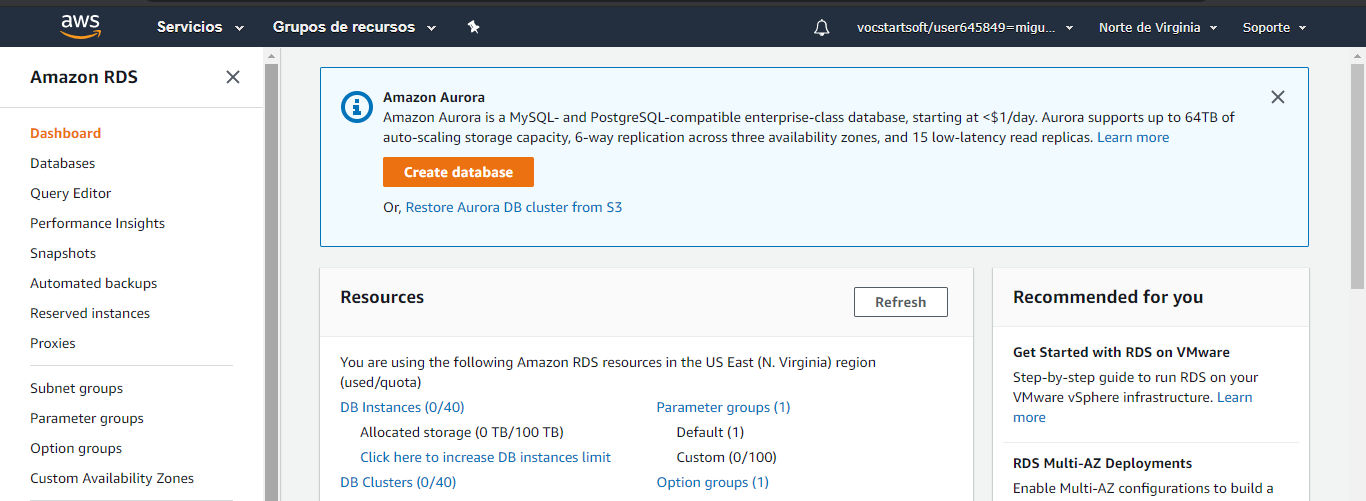 aws
Servicios
Grupos de recursos
vocstartsoft/user645849=migu...
Norte de Virginia
Soporte
Amazon RDS
Dashboard
Databases
Query Editor
Performance Insights
Snapshots
Automated backups
Reserved instances
Proxies
Subnet groups
Parameter groups
Option groups
Custom Availability Zones
Amazon Aurora
Amazon Aurora is a MySQL- and PostgreSQL-compatible enterprise-class database, starting at <$1/day. Aurora supports up to 64TB of
auto-scaling storage capacity, 6-way replication across three availability zones, and 15 low-latency read replicas. Learn more
Create database
Or, Restore Aurora DB cluster from S3
Resources
Refresh
You are using the following Amazon RDS resources in the US East (N. Virginia) region
(used/quota)
DB Instances (0/40)
Allocated storage (0 TB/100 TB)
Click here to increase DB instances limit
DB Clusters (0/40)
Parameter groups (1)
Default (1)
Custom (0/100)
Option groups (1)
Recommended for you
Get Started with RDS on VMware
Step-by-step guide to run RDS on your
VMware vSphere infrastructure. Learn
more
RDS Multi-AZ Deployments
Enable Multi-AZ configurations to build a